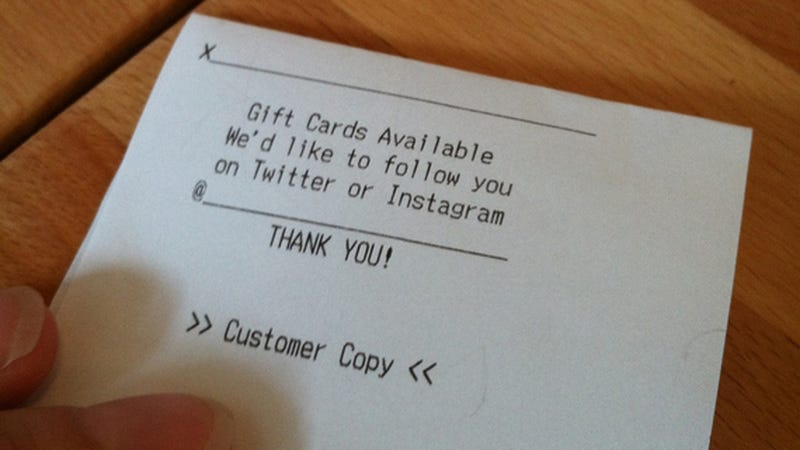 X
Gift Cards Available
We'd like to follow you
on Twitter or Instagram
@
THANK YOU!
>> Customer Copy <<